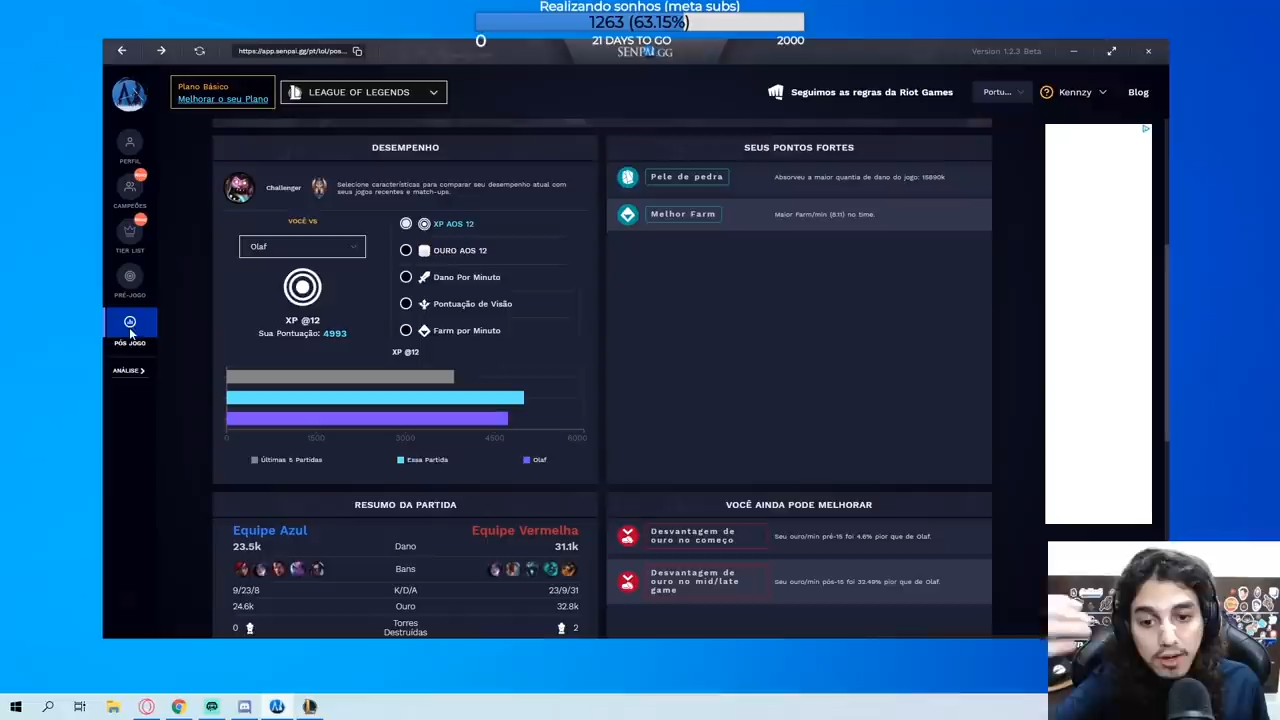 Realizando sonhos (meta subs)
1263 (63.15%)
0
21 DAYS TO GO
2000
https://app.senpai.gg/pt/lol/pos...
SENPAI.GG
Version 1.2.3 Beta
Plano Básico
Melhorar o seu Plano
LEAGUE OF LEGENDS
Seguimos as regras da Riot Games
Portu...
Kennzy
Blog
PERFIL
CAMPEÕES
TIER LIST
PRÉ-JOGO
PÓS JOGO
ANÁLISE
DESEMPENHO
Challenger
Selecione características para comparar seu desempenho atual com
seus jogos recentes e match-ups.
VOCÊ VS
Olaf
XP @12
Sua Pontuação: 4993
XP AOS 12
OURO AOS 12
Dano Por Minuto
Pontuação de Visão
Farm por Minuto
XP @12
0
1500
3000
4500
6000
Últimas 5 Partidas
Essa Partida
Olaf
SEUS PONTOS FORTES
Pele de pedra
Absorveu a maior quantia de dano do jogo: 15890k
Melhor Farm
Maior Farm/min (8.11) no time.
RESUMO DA PARTIDA
Equipe Azul
Equipe Vermelha
23.5k
Dano
31.1k
Bans
9/23/8
K/D/A
23/9/31
24.6k
Ouro
32.8k
0
Torres
Destruídas
2
VOCÊ AINDA PODE MELHORAR
Desvantagem de
ouro no começo
Seu ouro/min pré-15 foi 4.6% pior que de Olaf.
Desvantagem de
ouro no mid/late
game
Seu ouro/min pós-15 foi 32.49% pior que de Olaf.